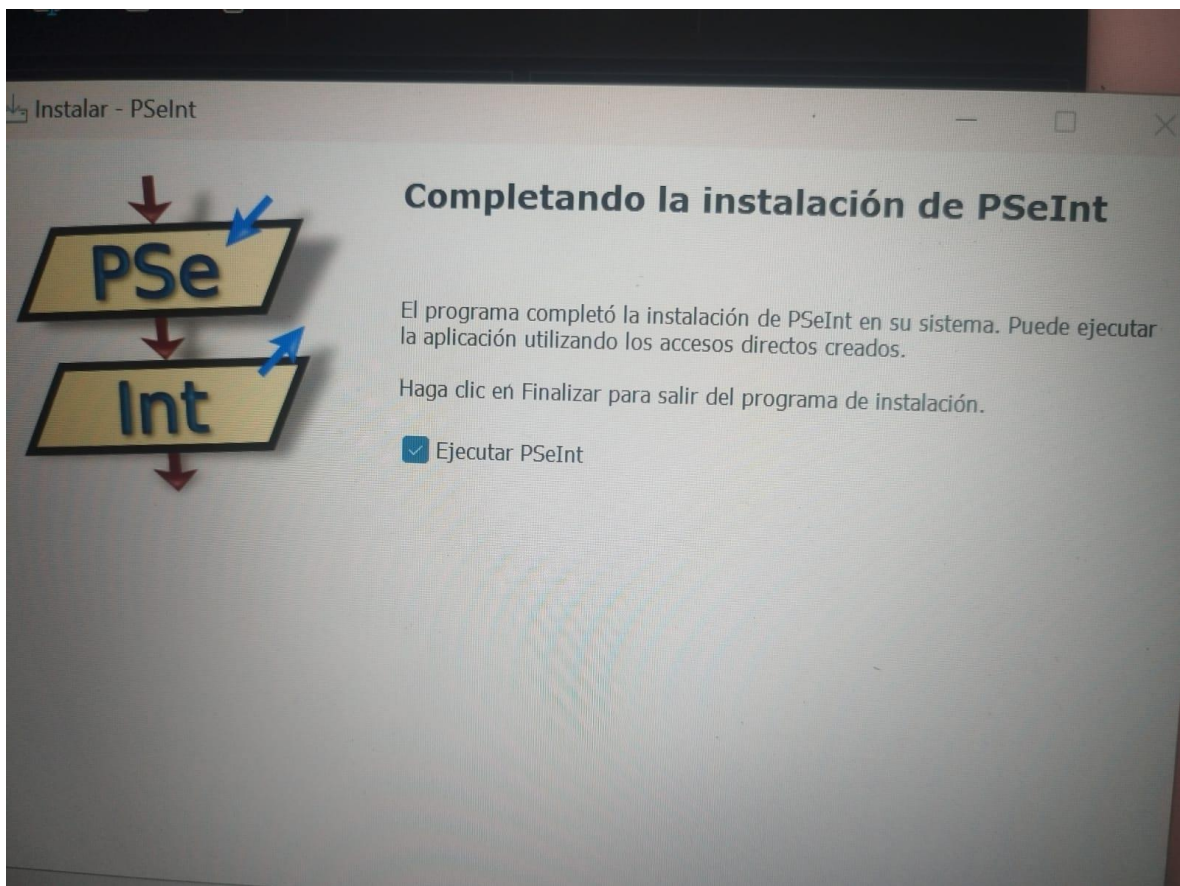 Instalar - PSeInt
Completando la instalación de PSeInt
PSe
Int
El programa completó la instalación de PSeInt en su sistema. Puede ejecutar
la aplicación utilizando los accesos directos creados.
Haga clic en Finalizar para salir del programa de instalación.
Ejecutar PSeInt